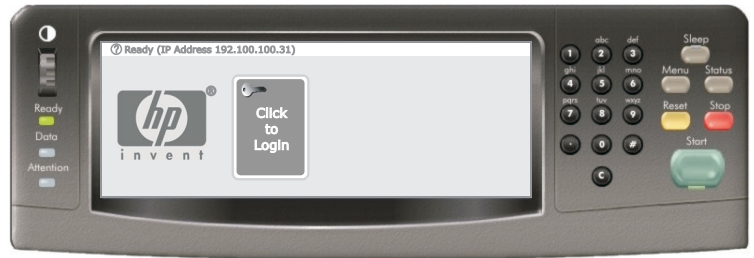 ? Ready (IP Address 192.100.100.31)
hp®
invent
Click
to
Login
Ready
Data
Attention
abc def
1 2 3
ghi jkl mno
4 5 6
pqrs tuv wxyz
7 8 9
. 0 #
C
Sleep
Menu Status
Reset Stop
Start